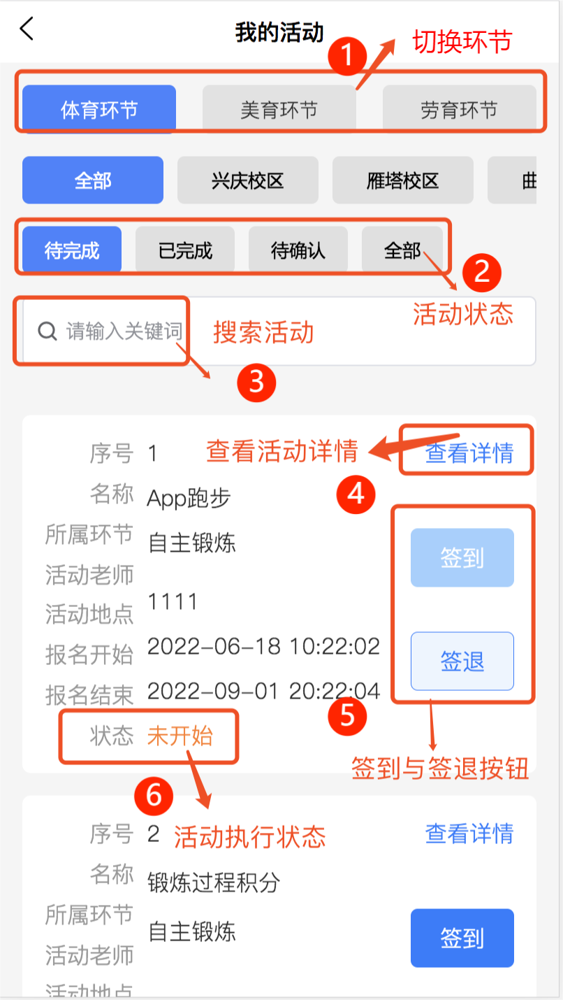 我的活动
1 切换环节
体育环节 美育环节 劳育环节
全部 兴庆校区 雁塔校区 曲
待完成 已完成 待确认 全部
2
活动状态
请输入关键词 搜索活动
3
序号 1 查看活动详情 查看详情
名称 App跑步 4
所属环节 自主锻炼
签到
活动老师
活动地点 1111
报名开始 2022-06-18 10:22:02
签退
报名结束 2022-09-01 20:22:04
5
状态 未开始
签到与签退按钮
6
序号 2 活动执行状态 查看详情
名称 锻炼过程积分
所属环节 自主锻炼
签到
活动老师
活动地点